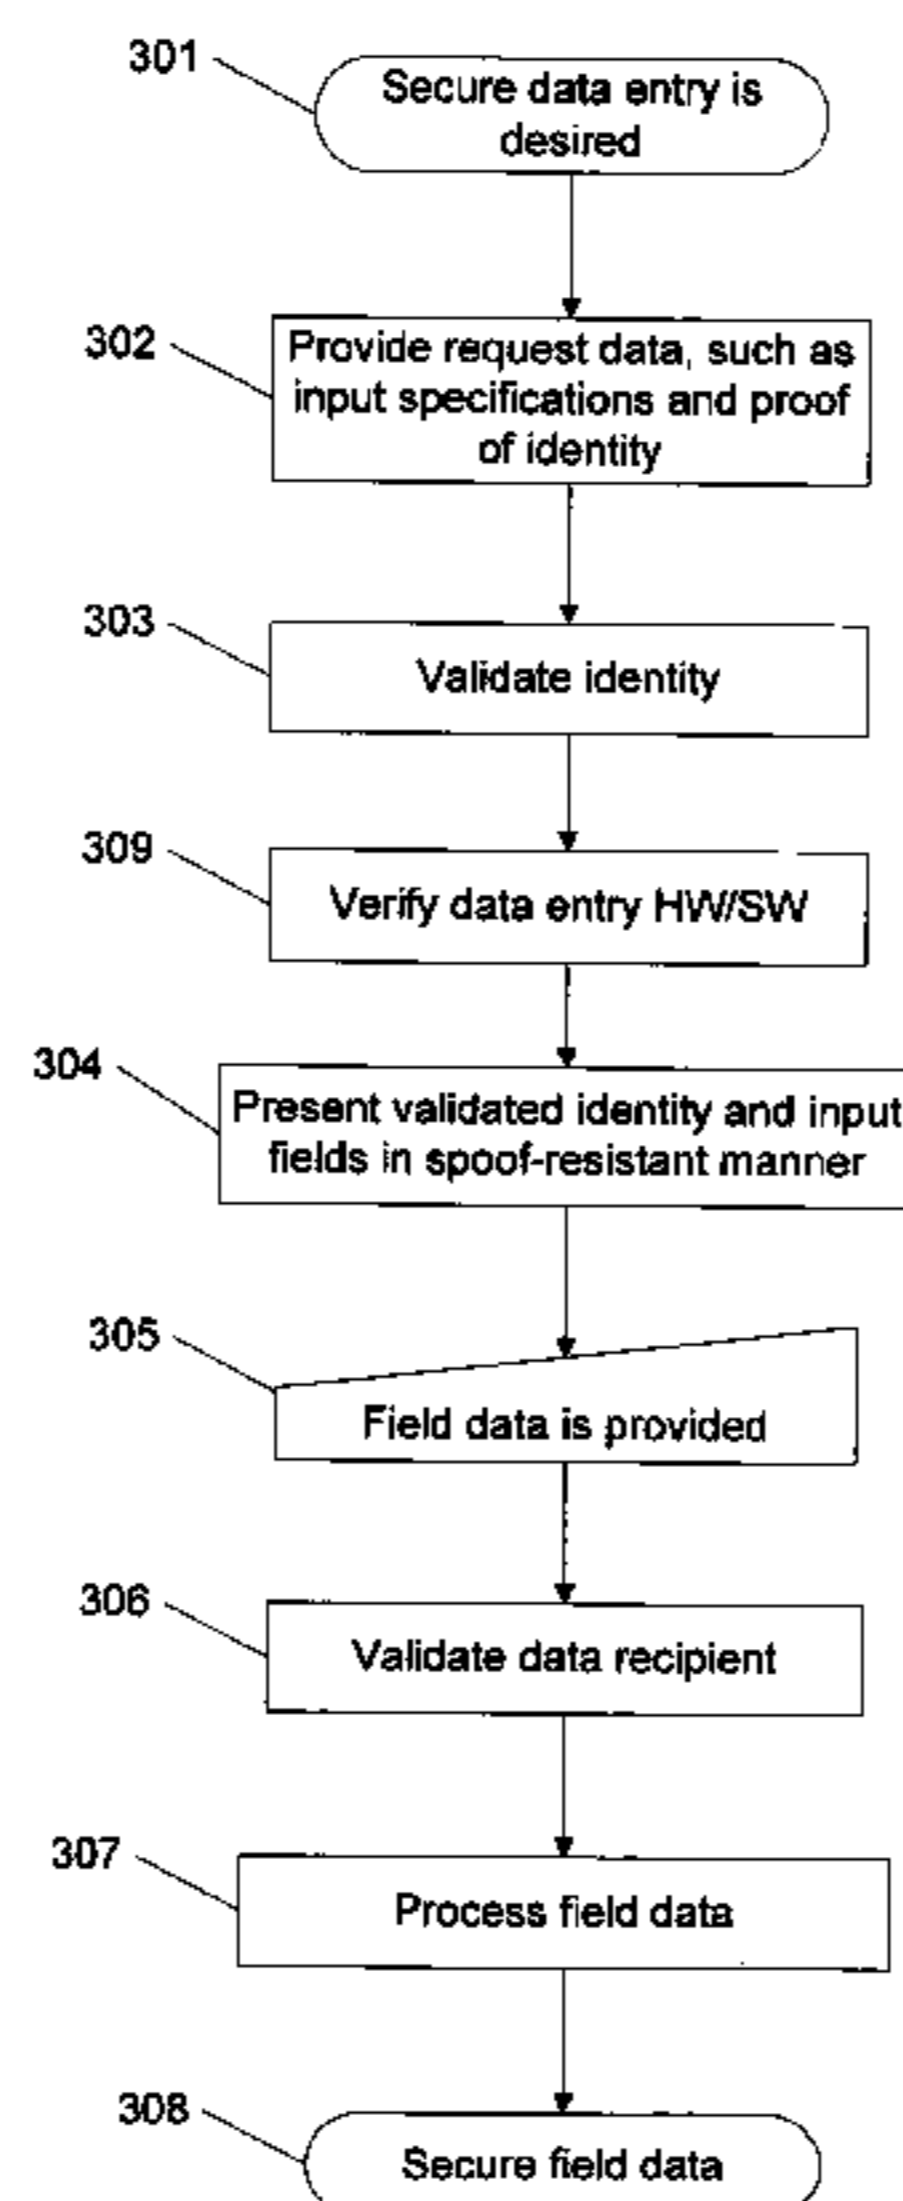 301
Secure data entry is
desired
302
Provide request data, such as
input specifications and proof
of identity
303
Validate identity
309
Verify data entry HW/SW
304
Present validated identity and input
fields in spoof-resistant manner
305
Field data is provided
306
Validate data recipient
307
Process field data
308
Secure field data